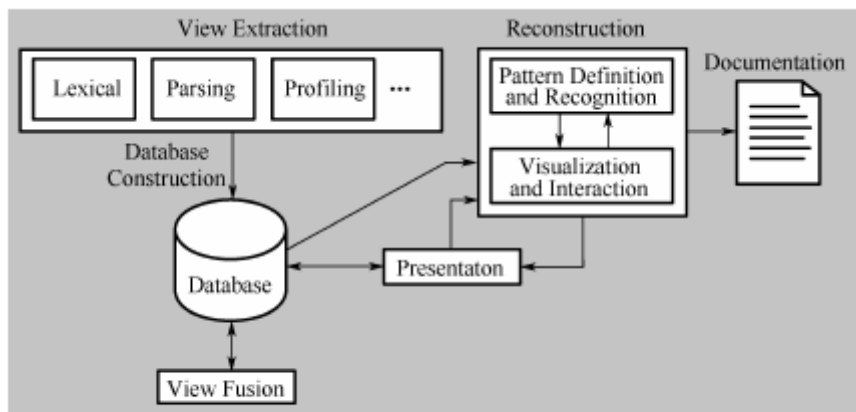 View Extraction
Reconstruction
Documentation
Lexical
Parsing
Profiling
...
Pattern Definition
and Recognition
Visualization
and Interaction
Database
Construction
Database
Presentaton
View Fusion